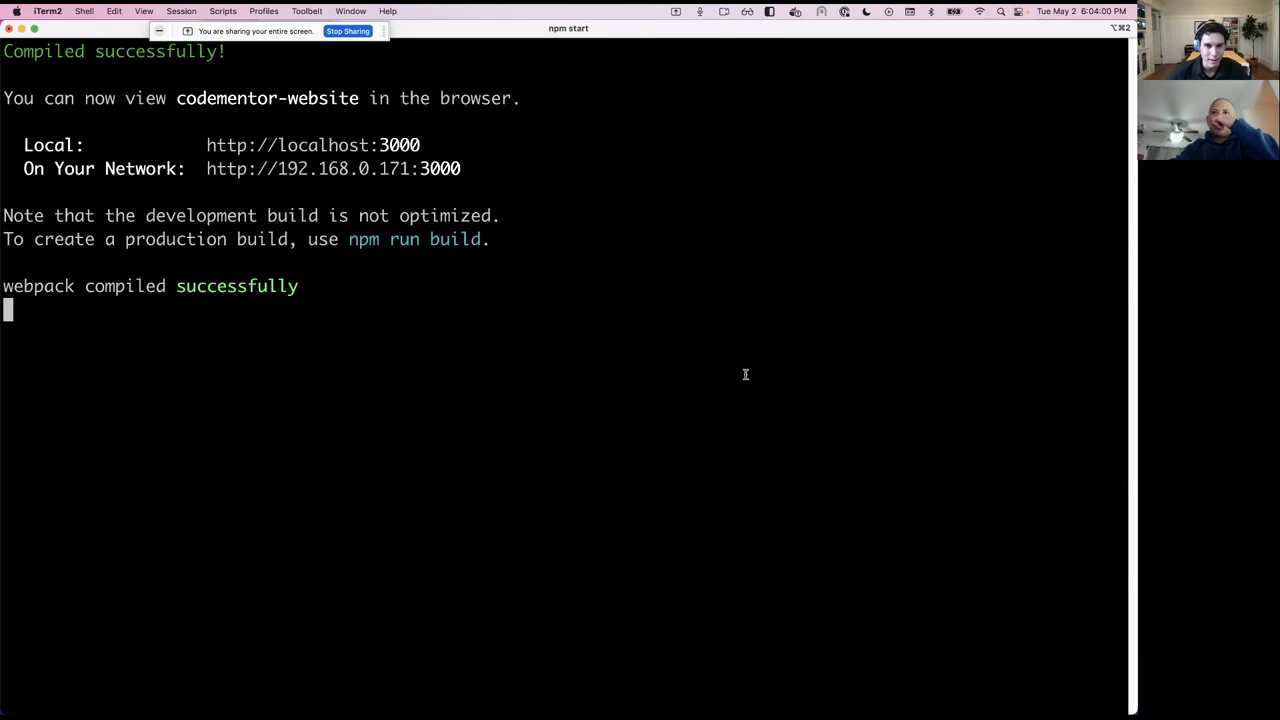 iTerm2 Shell Edit View Session Scripts Profiles Toolbelt Window Help Tue May 2 6:04:00 PM
You are sharing your entire screen. Stop Sharing
npm start ⌥⌘2
Compiled successfully!
You can now view codementor-website in the browser.
Local: http://localhost:3000
On Your Network: http://192.168.0.171:3000
Note that the development build is not optimized.
To create a production build, use npm run build.
webpack compiled successfully